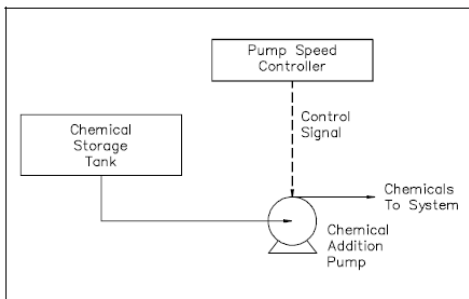 Pump Speed
Controller
Chemical
Storage
Tank
Control
Signal
Chemicals
To System
Chemical
Addition
Pump